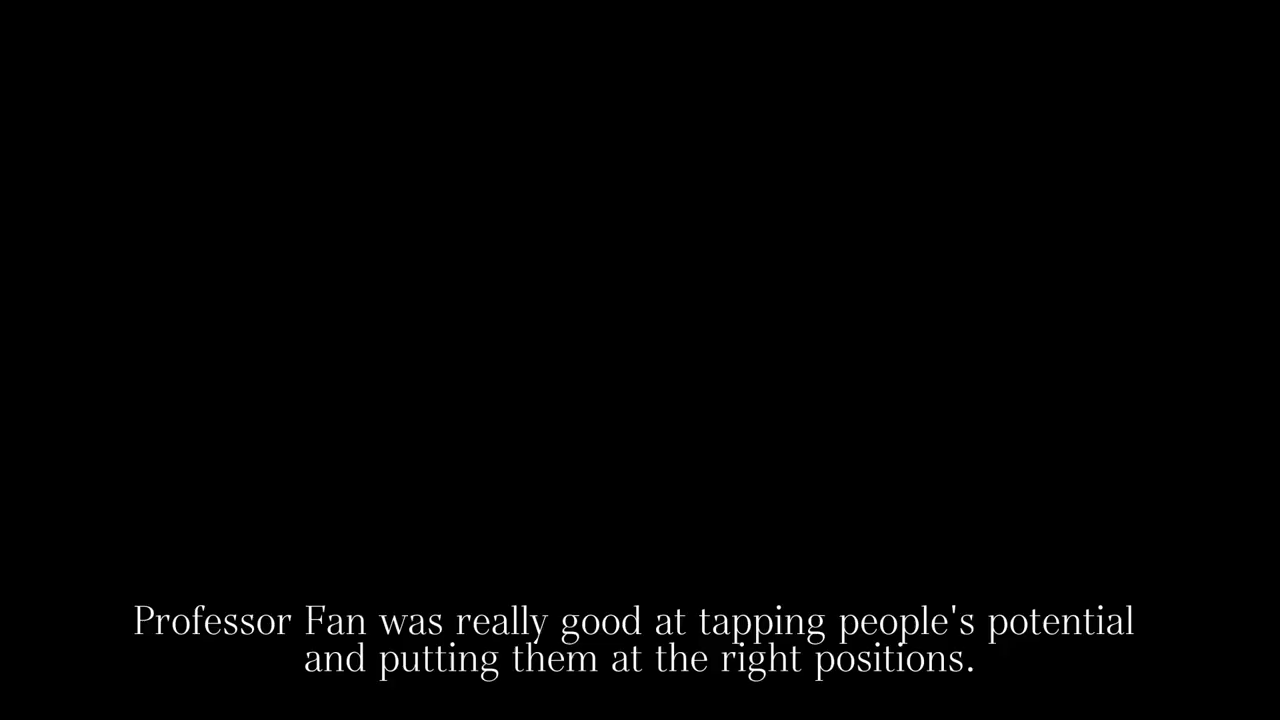 Professor Fan was really good at tapping people's potential
and putting them at the right positions.